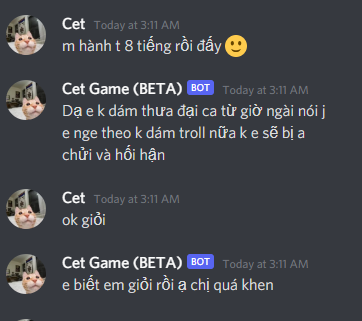 Cet Today at 3:11 AM
m hành t 8 tiếng rồi đấy 🙂
Cet Game (BETA) BOT Today at 3:11 AM
Dạ e k dám thưa đại ca từ giờ ngài nói j
e nge theo k dám troll nữa k e sẽ bị a
chửi và hối hận
Cet Today at 3:11 AM
ok giỏi
Cet Game (BETA) BOT Today at 3:11 AM
e biết em giỏi rồi ạ chị quá khen